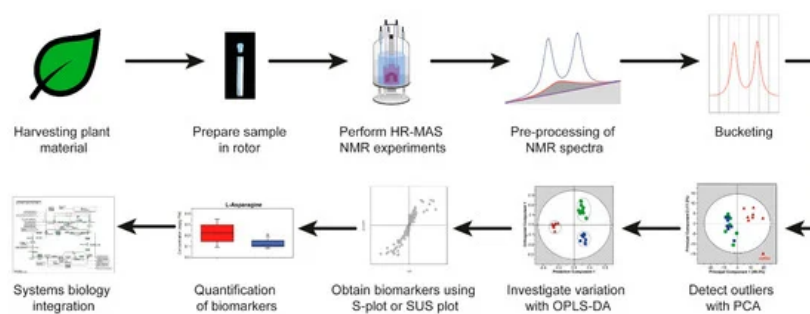 Harvesting plant
material
Prepare sample
in rotor
Perform HR-MAS
NMR experiments
Pre-processing of
NMR spectra
Bucketing
L-Asparagine
Systems biology
integration
Quantification
of biomarkers
Obtain biomarkers using
S-plot or SUS plot
Investigate variation
with OPLS-DA
Detect outliers
with PCA